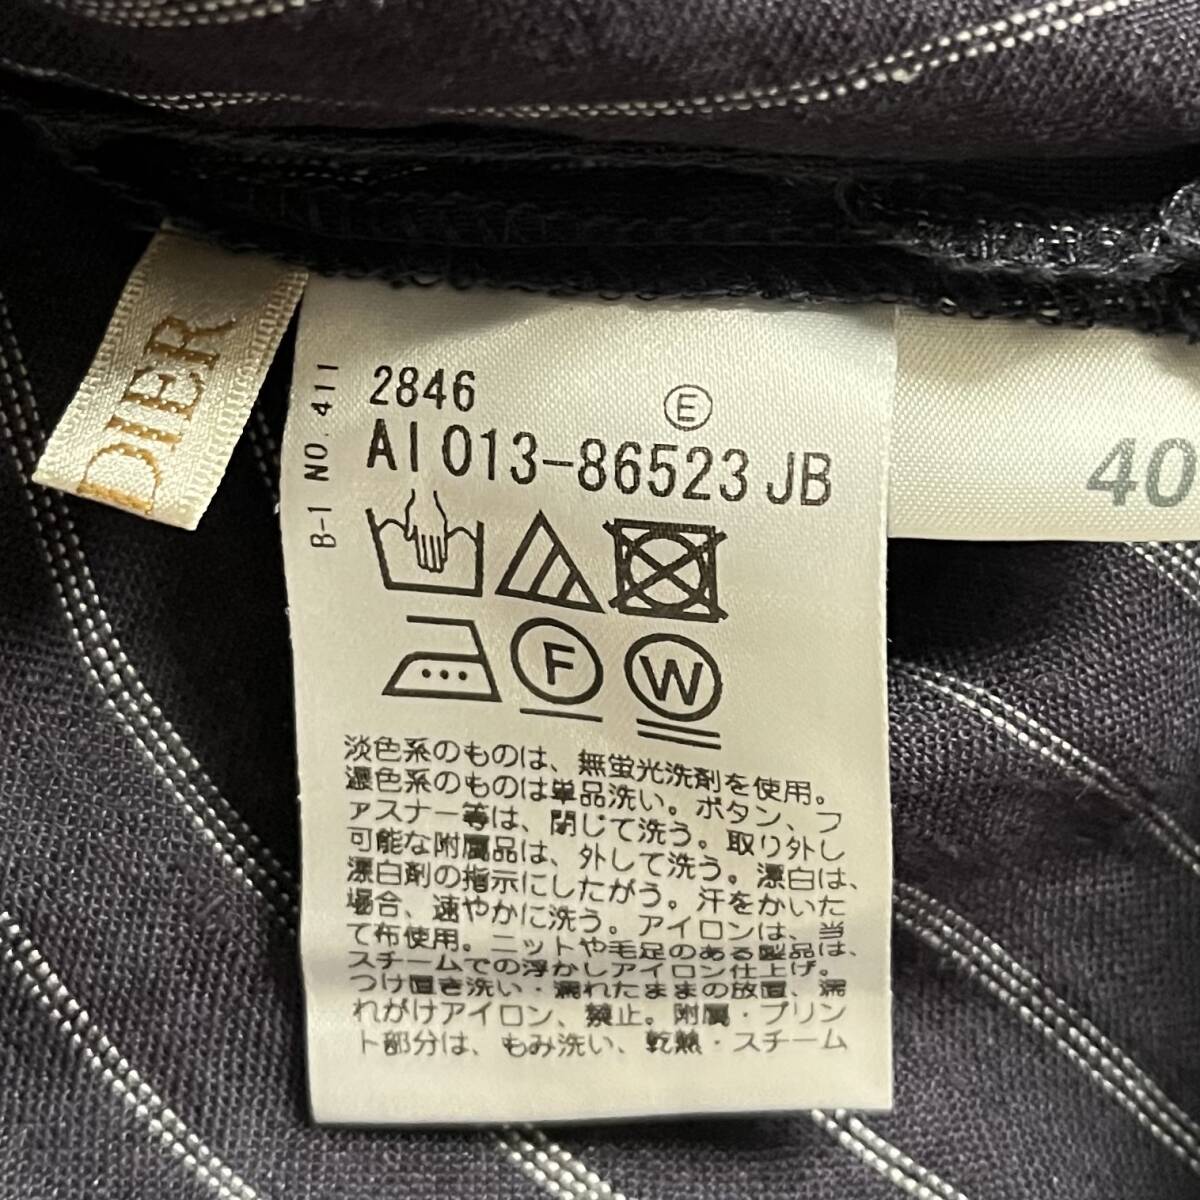 DIER
B-1 NO. 411
2846
E
AI 013-86523 JB
40
F
W
淡色系のものは、無蛍光洗剤を使用。
濃色系のものは単品洗い。ボタン、フ
ァスナー等は、閉じて洗う。取り外し
可能な附属品は、外して洗う。漂白は、
漂白剤の指示にしたがう。汗をかいた
場合、速やかに洗う。アイロンは、当
て布使用。ニットや毛足のある製品は、
スチームでの浮かしアイロン仕上げ。
つけ置き洗い・濡れたままの放置、濡
れがけアイロン、禁止。附属・プリン
ト部分は、もみ洗い、乾熱・スチーム